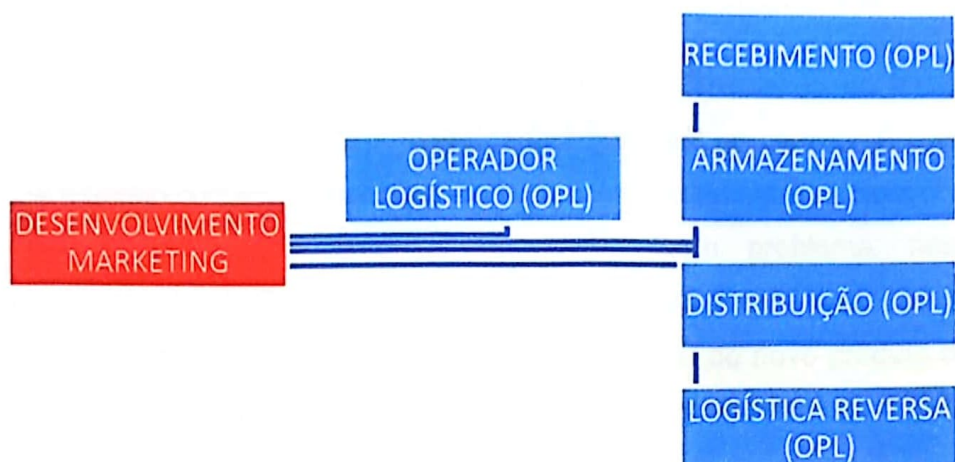 RECEBIMENTO (OPL)
OPERADOR
LOGÍSTICO (OPL)
ARMAZENAMENTO
(OPL)
DESENVOLVIMENTO
MARKETING
DISTRIBUIÇÃO (OPL)
LOGÍSTICA REVERSA
(OPL)